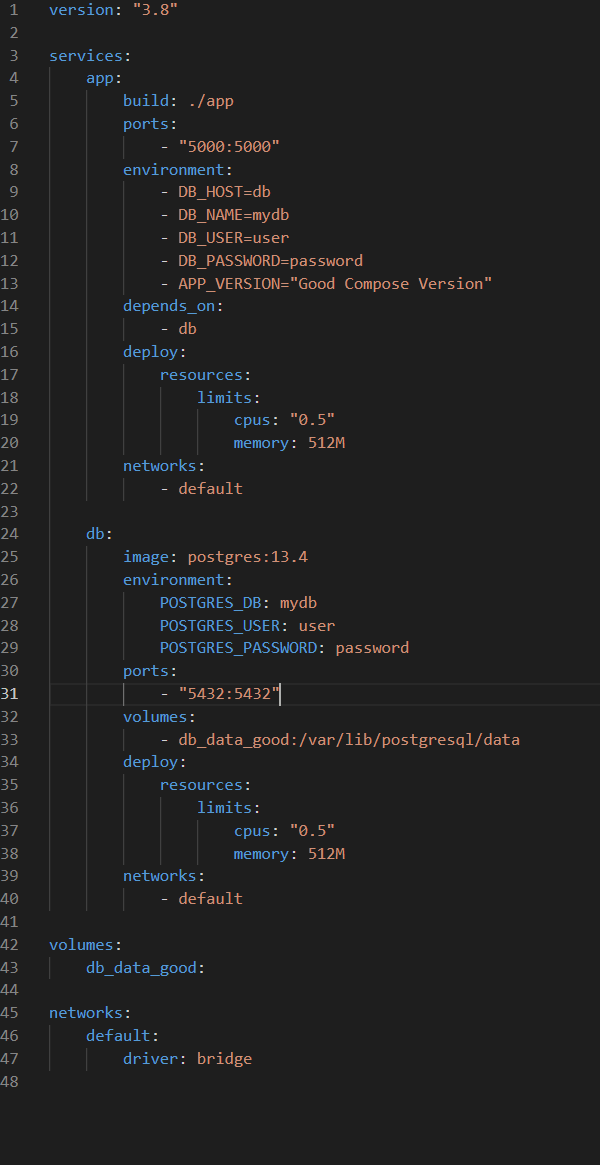 1 version: "3.8"
2
3 services:
4     app:
5         build: ./app
6         ports:
7             - "5000:5000"
8         environment:
9             - DB_HOST=db
10             - DB_NAME=mydb
11             - DB_USER=user
12             - DB_PASSWORD=password
13             - APP_VERSION="Good Compose Version"
14         depends_on:
15             - db
16         deploy:
17             resources:
18                 limits:
19                     cpus: "0.5"
20                     memory: 512M
21         networks:
22             - default
23
24     db:
25         image: postgres:13.4
26         environment:
27             POSTGRES_DB: mydb
28             POSTGRES_USER: user
29             POSTGRES_PASSWORD: password
30         ports:
31             - "5432:5432"
32         volumes:
33             - db_data_good:/var/lib/postgresql/data
34         deploy:
35             resources:
36                 limits:
37                     cpus: "0.5"
38                     memory: 512M
39         networks:
40             - default
41
42 volumes:
43     db_data_good:
44
45 networks:
46     default:
47         driver: bridge
48